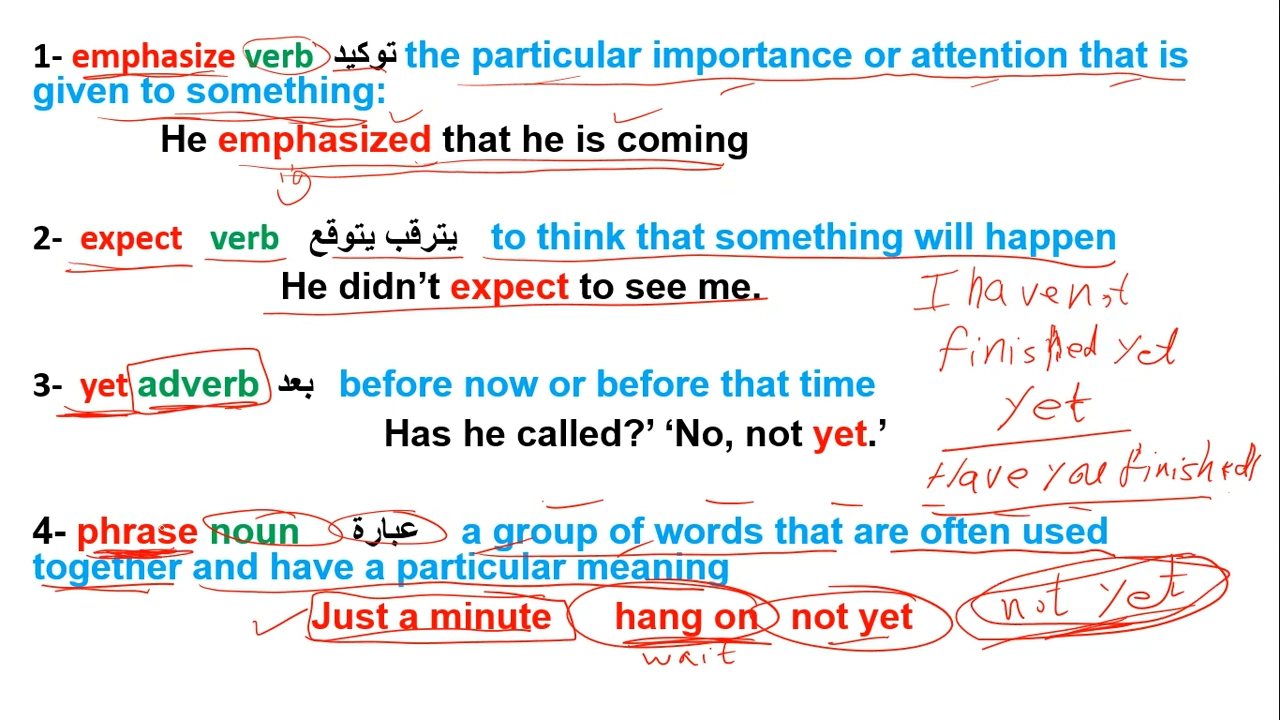 1- emphasize verb توكيد the particular importance or attention that is
given to something:
He emphasized that he is coming
2- expect verb يترقب يتوقع to think that something will happen
He didn’t expect to see me.
I haven't
finished yet
3- yet adverb بعد before now or before that time
yet
Has he called?’ ‘No, not yet.’
Have you finished
4- phrase noun عبارة a group of words that are often used
together and have a particular meaning
Just a minute hang on not yet
not yet
wait